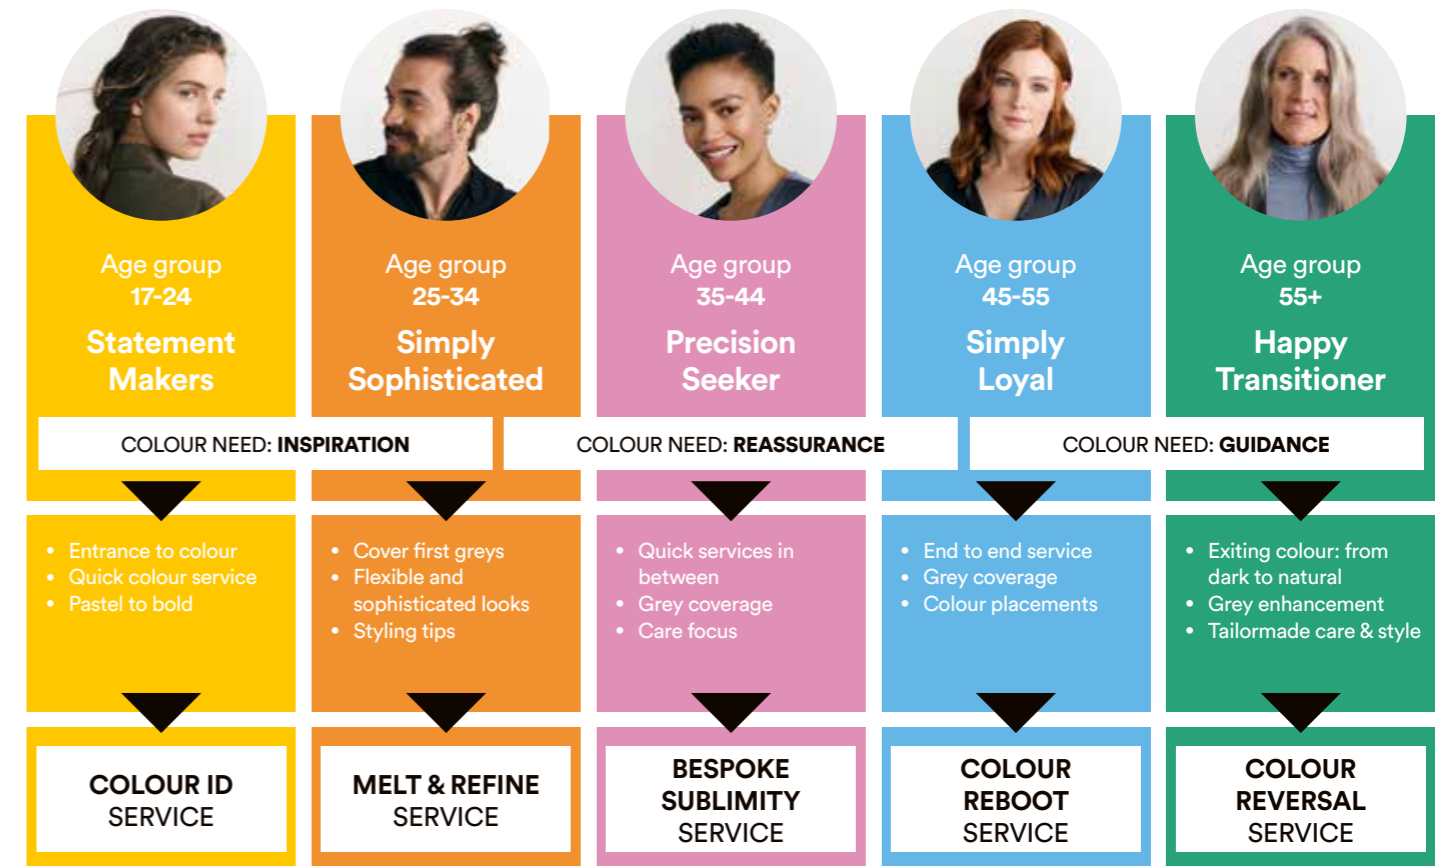 Age group
17-24
Statement
Makers
Age group
25-34
Simply
Sophisticated
Age group
35-44
Precision
Seeker
Age group
45-55
Simply
Loyal
Age group
55+
Happy
Transitioner
COLOUR NEED: INSPIRATION
COLOUR NEED: REASSURANCE
COLOUR NEED: GUIDANCE
• Entrance to colour
• Quick colour service
• Pastel to bold
• Cover first greys
• Flexible and
sophisticated looks
• Styling tips
• Quick services in
between
• Grey coverage
• Care focus
• End to end service
• Grey coverage
• Colour placements
• Exiting colour: from
dark to natural
• Grey enhancement
• Tailormade care & style
COLOUR ID
SERVICE
MELT & REFINE
SERVICE
BESPOKE
SUBLIMITY
SERVICE
COLOUR
REBOOT
SERVICE
COLOUR
REVERSAL
SERVICE